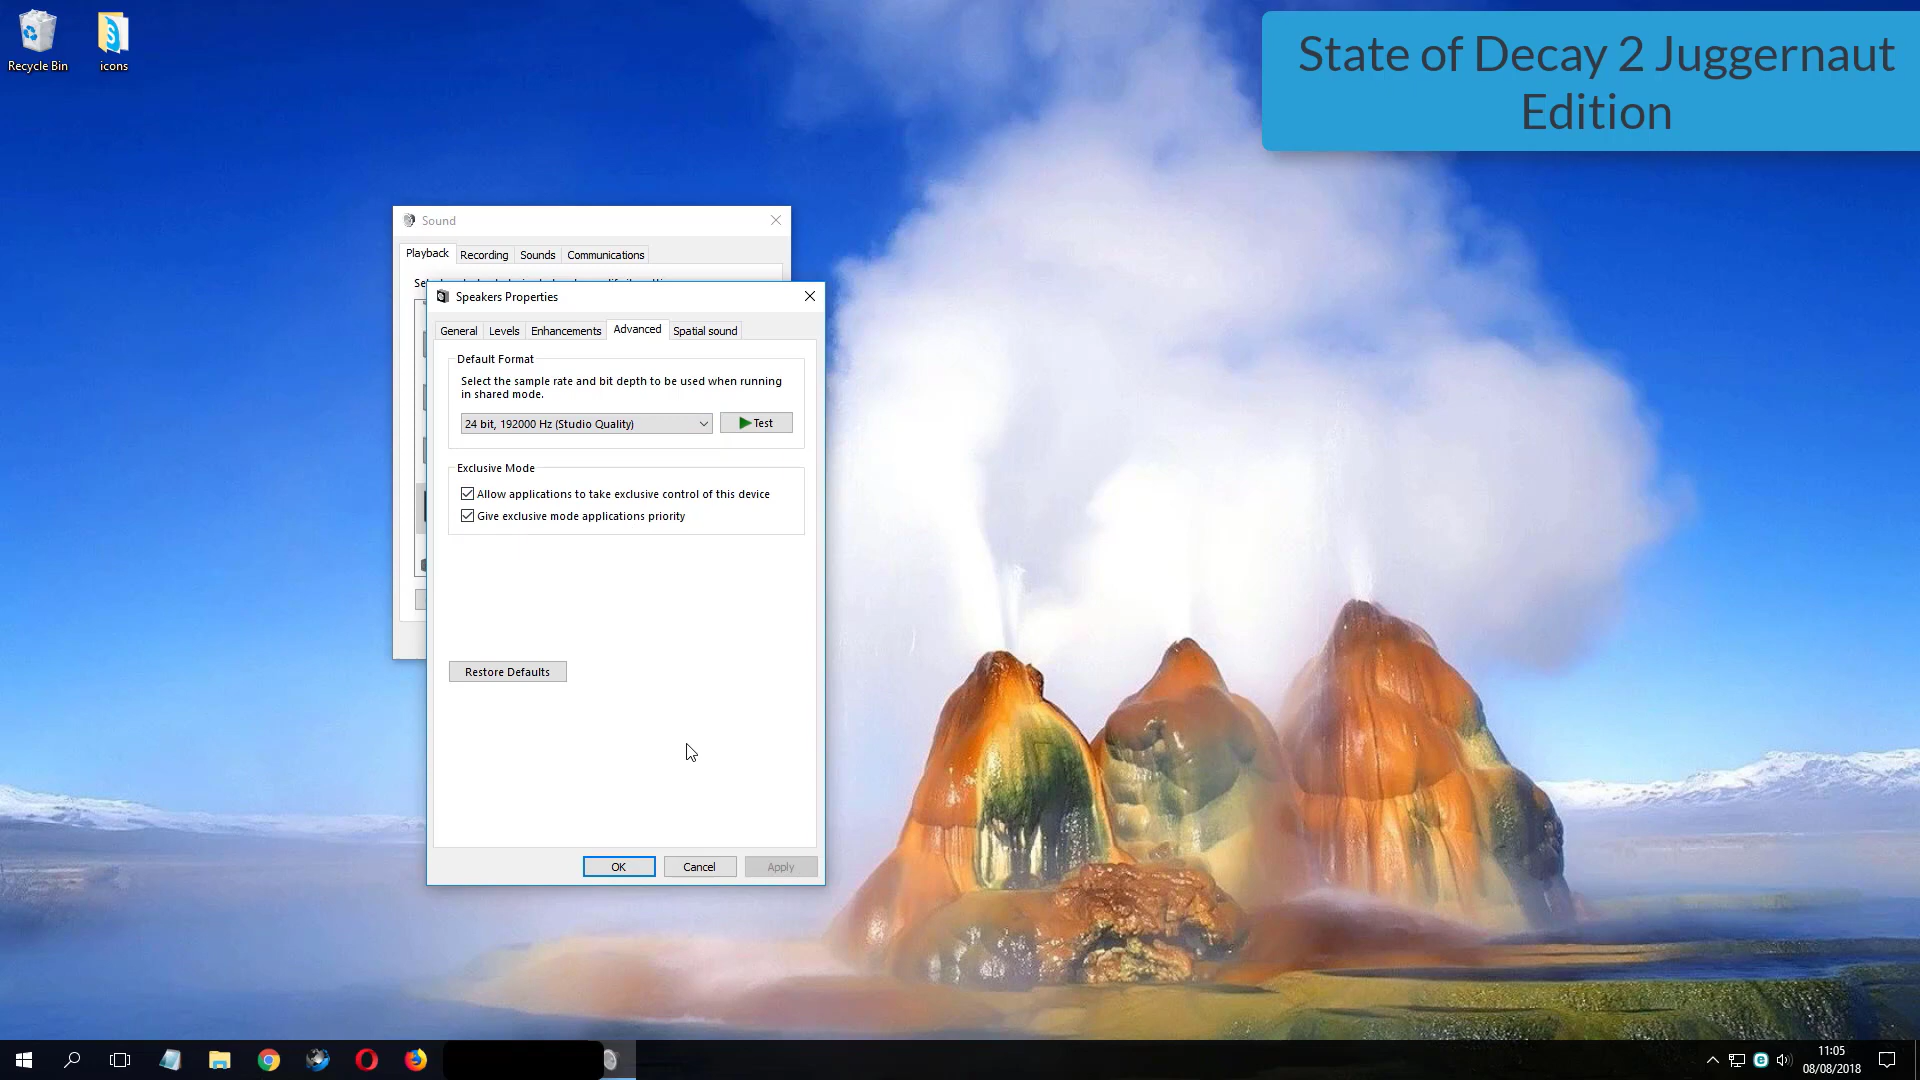 Recycle Bin
icons
State of Decay 2 Juggernaut
Edition
Sound
Playback
Recording
Sounds
Communications
Speakers Properties
General
Levels
Enhancements
Advanced
Spatial sound
Default Format
Select the sample rate and bit depth to be used when running
in shared mode.
24 bit, 192000 Hz (Studio Quality)
Test
Exclusive Mode
Allow applications to take exclusive control of this device
Give exclusive mode applications priority
Restore Defaults
OK
Cancel
Apply
11:05
08/08/2018